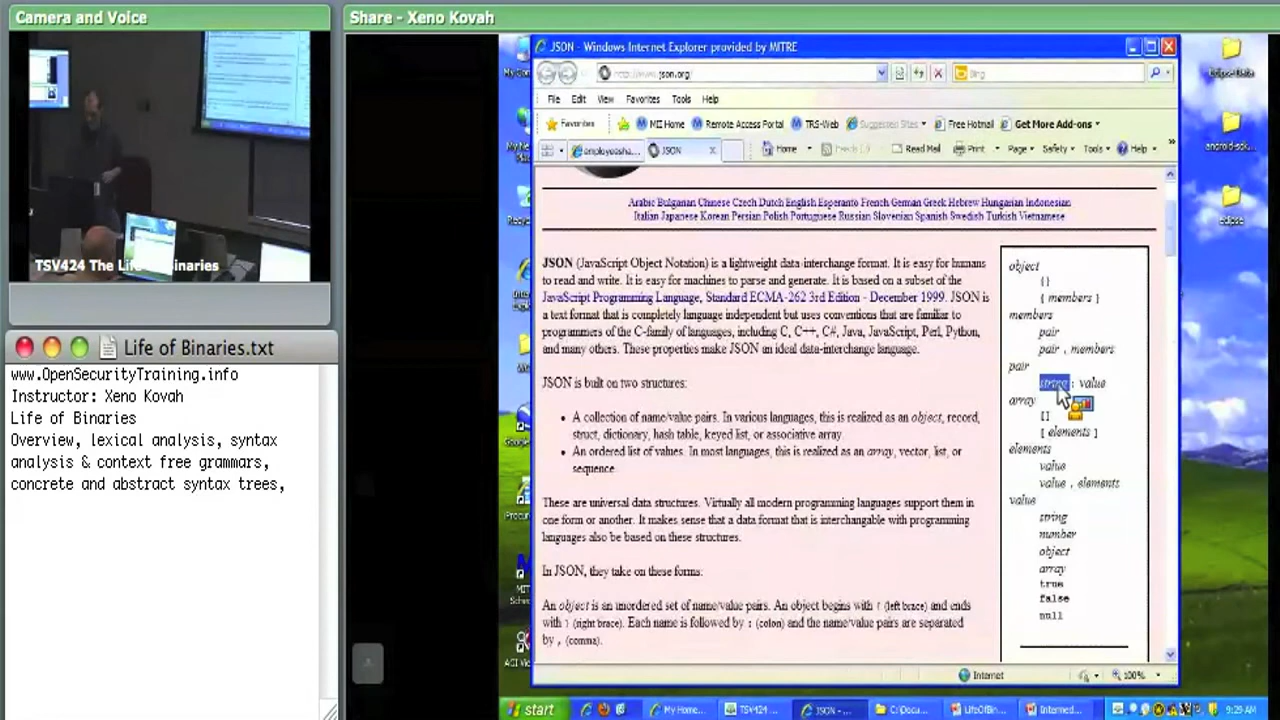 Camera and Voice
TSV424 The Life
Binaries
Life of Binaries.txt
www.OpenSecurityTraining.info
Instructor: Xeno Kovah
Life of Binaries
Overview, lexical analysis, syntax
analysis & context free grammars,
concrete and abstract syntax trees,
Share - Xeno Kovah
JSON - Windows Internet Explorer provided by MITRE
http://www.json.org/
Bing
File Edit View Favorites Tools Help
Favorites MII Home Remote Access Portal TRS-Web Suggested Sites Free Hotmail Get More Add-ons
employeesha... JSON Home Read Mail Print Page Safety Tools Help
Arabic Bulgarian Chinese Czech Dutch English Esperanto French German Greek Hebrew Hungarian Indonesian
Italian Japanese Korean Persian Polish Portuguese Russian Slovenian Spanish Swedish Turkish Vietnamese
JSON (JavaScript Object Notation) is a lightweight data-interchange format. It is easy for humans
to read and write. It is easy for machines to parse and generate. It is based on a subset of the
JavaScript Programming Language, Standard ECMA-262 3rd Edition - December 1999. JSON is
a text format that is completely language independent but uses conventions that are familiar to
programmers of the C-family of languages, including C, C++, C#, Java, JavaScript, Perl, Python,
and many others. These properties make JSON an ideal data-interchange language.
JSON is built on two structures:
A collection of name/value pairs. In various languages, this is realized as an object, record,
struct, dictionary, hash table, keyed list, or associative array.
An ordered list of values. In most languages, this is realized as an array, vector, list, or
sequence.
These are universal data structures. Virtually all modern programming languages support them in
one form or another. It makes sense that a data format that is interchangable with programming
languages also be based on these structures.
In JSON, they take on these forms:
An object is an unordered set of name/value pairs. An object begins with { (left brace) and ends
with } (right brace). Each name is followed by : (colon) and the name/value pairs are separated
by , (comma).
object
{}
{ members }
members
pair
pair , members
pair
string : value
array
[]
[ elements ]
elements
value
value , elements
value
string
number
object
array
true
false
null
Internet 100%
eclipse
start My Home... TSV424 ... JSON - ... C:\Docu... LifeOfBin... Intermed... 9:29 AM